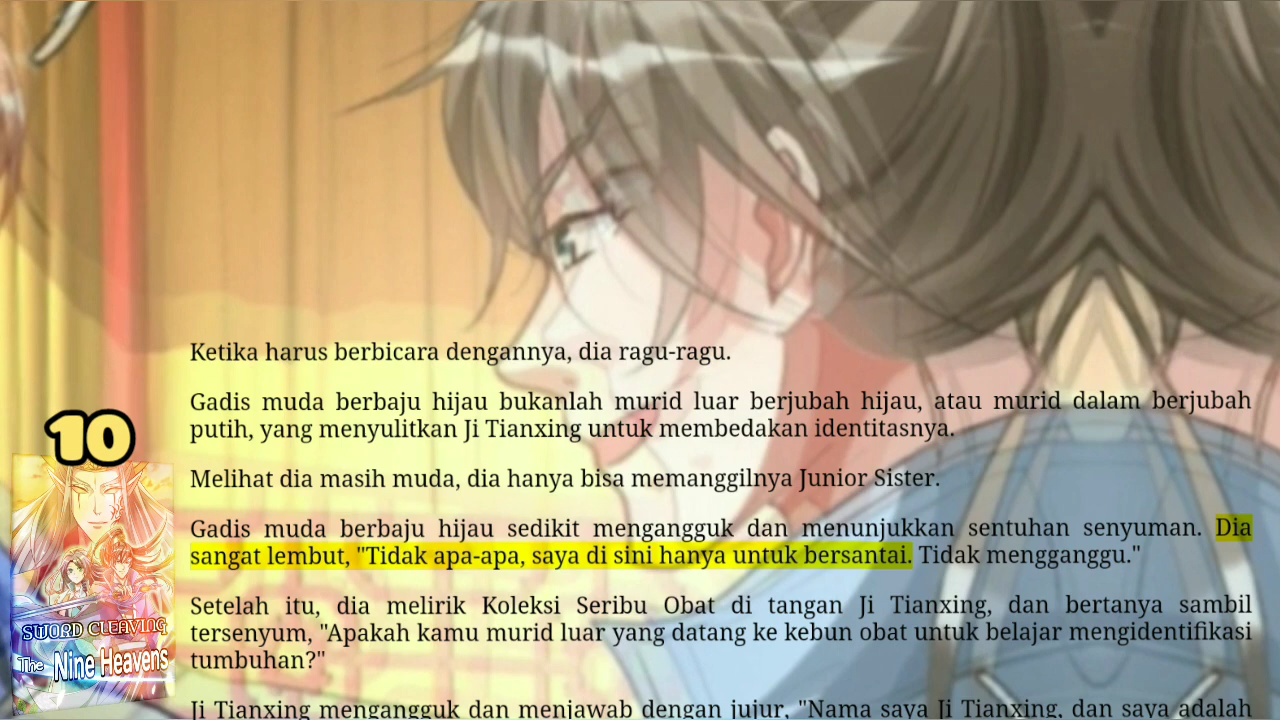 Ketika harus berbicara dengannya, dia ragu-ragu.
Gadis muda berbaju hijau bukanlah murid luar berjubah hijau, atau murid dalam berjubah
putih, yang menyulitkan Ji Tianxing untuk membedakan identitasnya.
Melihat dia masih muda, dia hanya bisa memanggilnya Junior Sister.
Gadis muda berbaju hijau sedikit mengangguk dan menunjukkan sentuhan senyuman. Dia
sangat lembut, "Tidak apa-apa, saya di sini hanya untuk bersantai. Tidak mengganggu."
Setelah itu, dia melirik Koleksi Seribu Obat di tangan Ji Tianxing, dan bertanya sambil
tersenyum, "Apakah kamu murid luar yang datang ke kebun obat untuk belajar mengidentifikasi
tumbuhan?"
Ji Tianxing mengangguk dan menjawab dengan jujur, "Nama saya Ji Tianxing, dan saya adalah
10
SWORD CLEAVING
The Nine Heavens